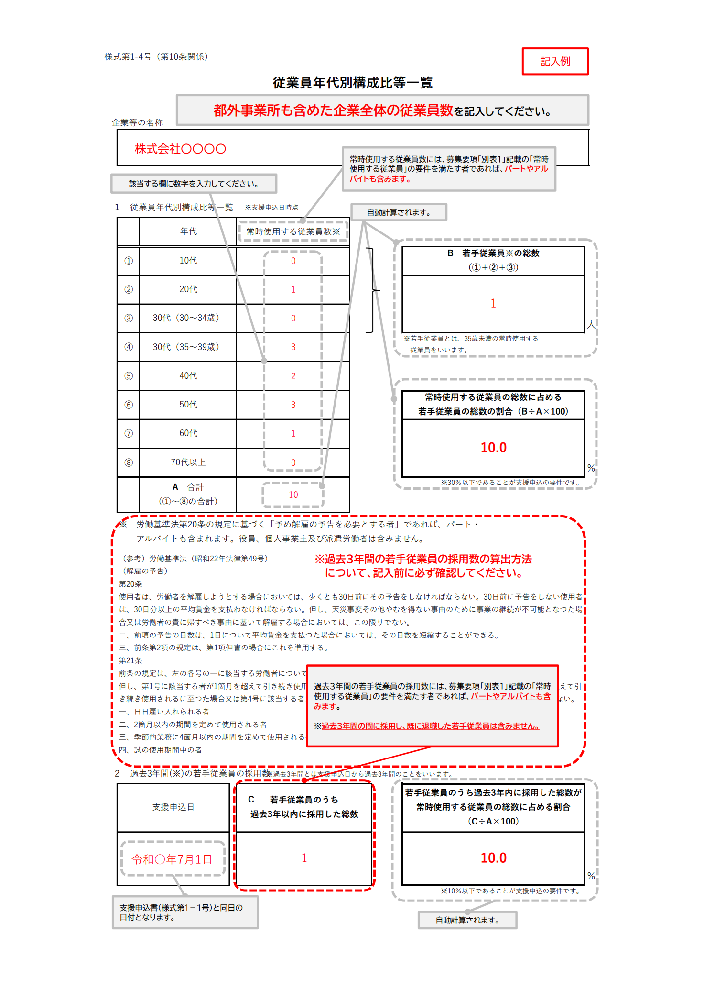 様式第1-4号（第10条関係）
記入例
従業員年代別構成比等一覧
都外事業所も含めた企業全体の従業員数を記入してください。
企業等の名称
株式会社〇〇〇〇
常時使用する従業員数には、募集要項「別表１」記載の「常時
使用する従業員」の要件を満たす者であれば、パートやアル
バイトも含みます。
該当する欄に数字を入力してください。
1　従業員年代別構成比等一覧　※支援申込日時点
自動計算されます。
年代　常時使用する従業員数※
①　10代　0
②　20代　1
③　30代（30～34歳）　0
④　30代（35～39歳）　3
⑤　40代　2
⑥　50代　3
⑦　60代　1
⑧　70代以上　0
A　合計
（①～⑧の合計）
10
B　若手従業員※の総数
（①＋②＋③）
1
人
※若手従業員とは、35歳未満の常時使用する
従業員をいいます。
常時使用する従業員の総数に占める
若手従業員の総数の割合（B÷A×100）
10.0
%
※30%以下であることが支援申込の要件です。
※　労働基準法第20条の規定に基づく「予め解雇の予告を必要とする者」であれば、パート・
アルバイトも含まれます。役員、個人事業主及び派遣労働者は含みません。
（参考）労働基準法（昭和22年法律第49号）
（解雇の予告）
※過去３年間の若手従業員の採用数の算出方法
について、記入前に必ず確認してください。
第20条
使用者は、労働者を解雇しようとする場合においては、少くとも30日前にその予告をしなければならない。30日前に予告をしない使用者
は、30日分以上の平均賃金を支払わなければならない。但し、天災事変その他やむを得ない事由のために事業の継続が不可能となつた場
合又は労働者の責に帰すべき事由に基いて解雇する場合においては、この限りでない。
二、前項の予告の日数は、1日について平均賃金を支払つた場合においては、その日数を短縮することができる。
三、前条第2項の規定は、第1項但書の場合にこれを準用する。
第21条
前条の規定は、左の各号の一に該当する労働者について
但し、第1号に該当する者が1箇月を超えて引き続き使用　えて引
き続き使用されるに至つた場合又は第4号に該当する者　ない。
一、日日雇い入れられる者
二、2箇月以内の期間を定めて使用される者
三、季節的業務に4箇月以内の期間を定めて使用される
四、試の使用期間中の者
過去３年間の若手従業員の採用数には、募集要項「別表１」記載の「常時
使用する従業員」の要件を満たす者であれば、パートやアルバイトも含
みます。
※過去３年間の間に採用し、既に退職した若手従業員は含みません。
2　過去3年間(※)の若手従業員の採用数※過去3年間とは支援申込日から過去3年間のことをいいます。
支援申込日
令和〇年7月1日
C　若手従業員のうち
過去3年以内に採用した総数
1
若手従業員のうち過去3年内に採用した総数が
常時使用する従業員の総数に占める割合
（C÷A×100）
10.0
%
※10%以下であることが支援申込の要件です。
支援申込書（様式第１－１号）と同日の
日付となります。
自動計算されます。